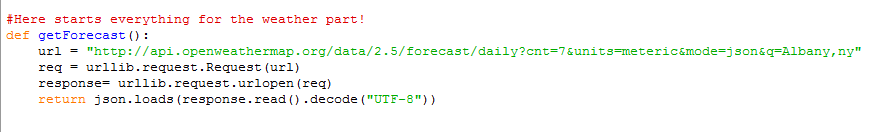 #Here starts everything for the weather part!
def getForecast():
    url = "http://api.openweathermap.org/data/2.5/forecast/daily?cnt=7&units=meteric&mode=json&q=Albany,ny"
    req = urllib.request.Request(url)
    response= urllib.request.urlopen(req)
    return json.loads(response.read().decode("UTF-8"))